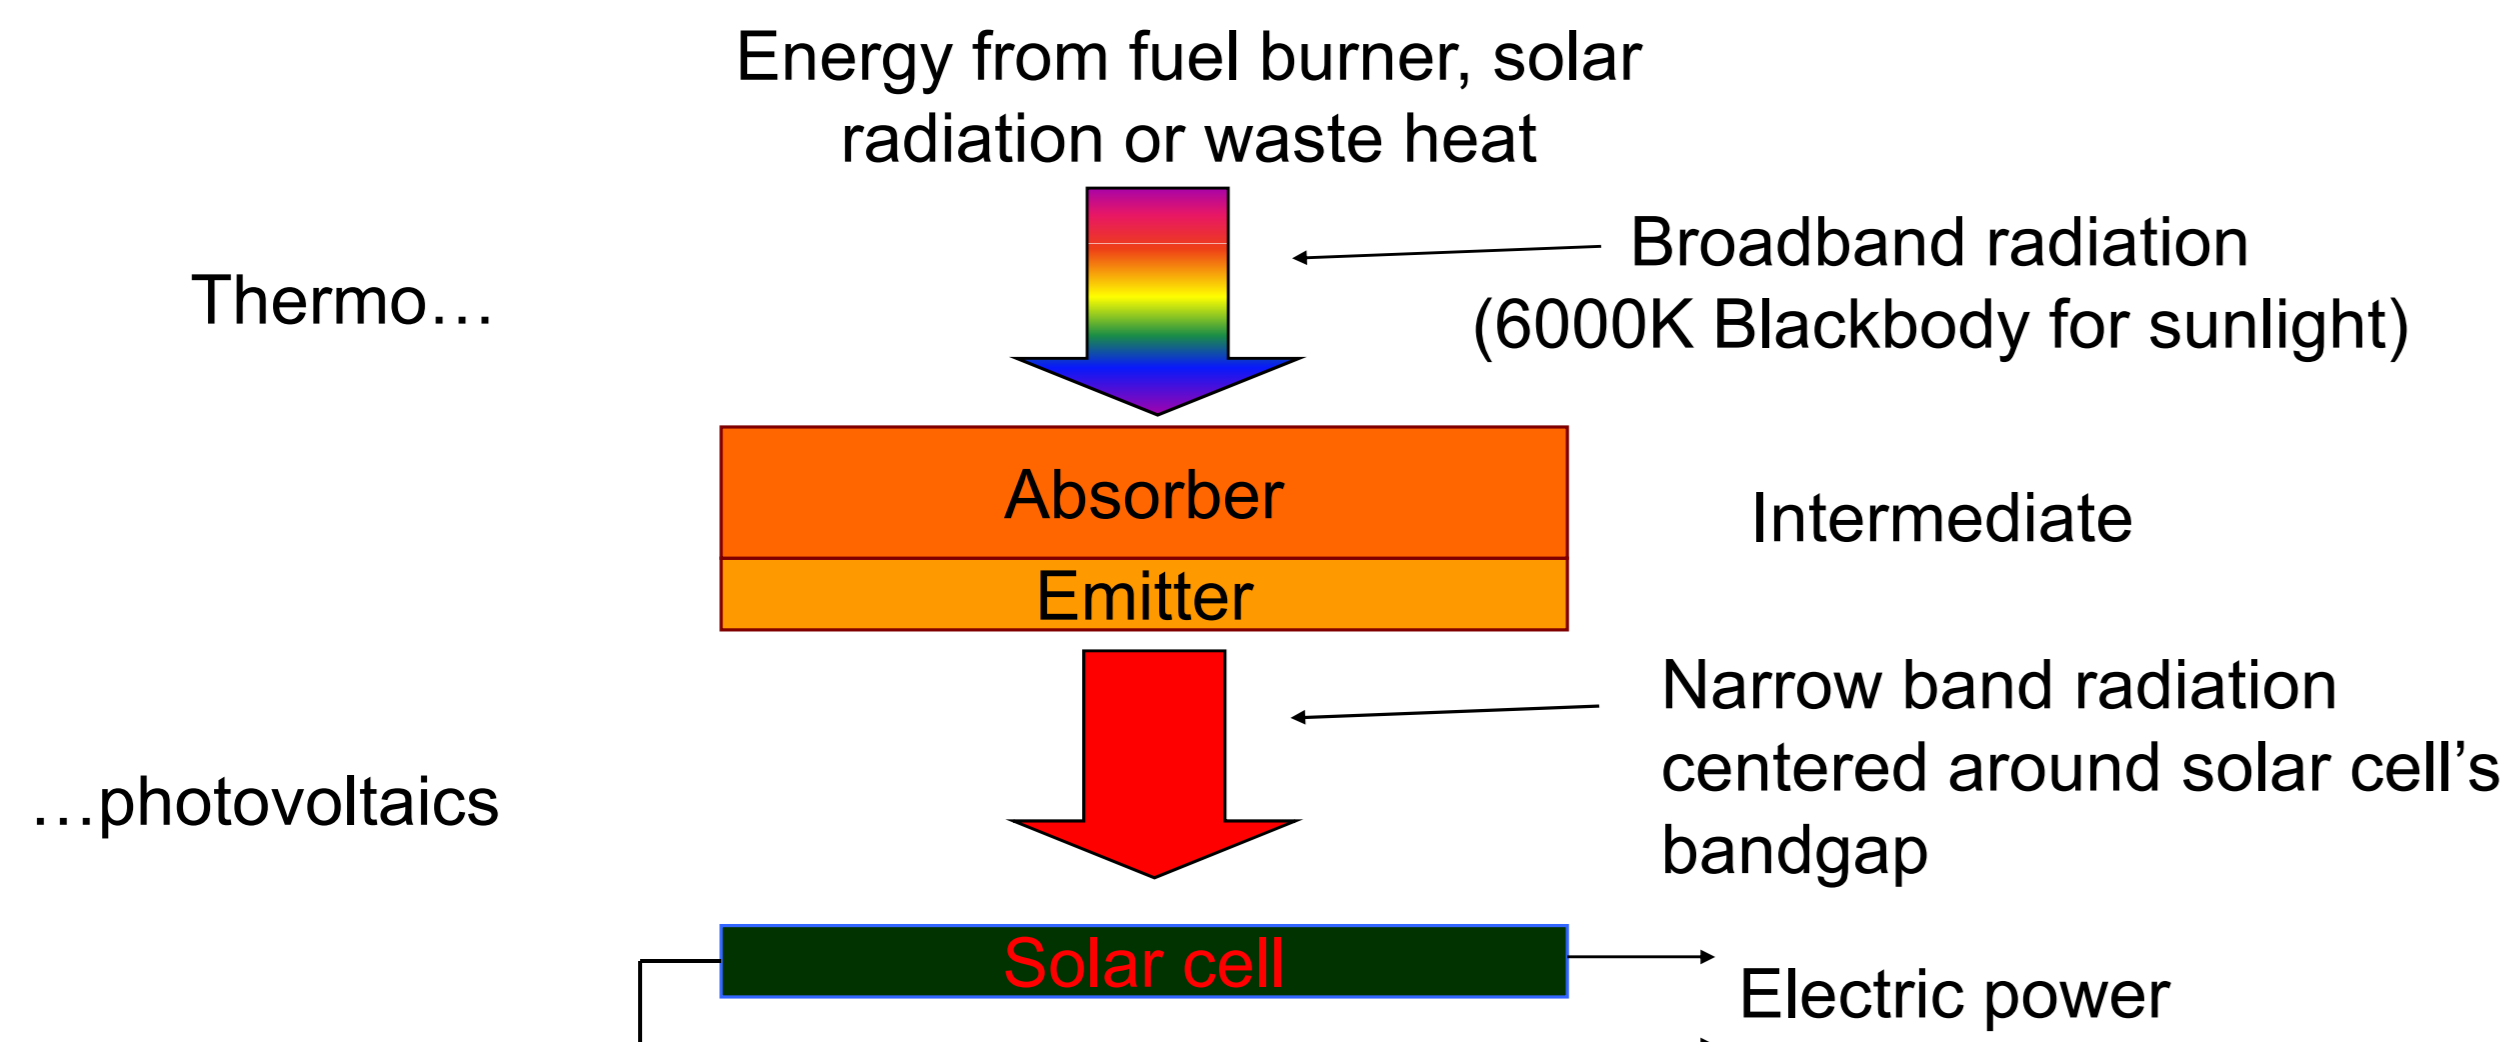 Energy from fuel burner, solar
radiation or waste heat
Broadband radiation
(6000K Blackbody for sunlight)
Thermo…
Absorber
Intermediate
Emitter
Narrow band radiation
centered around solar cell’s
bandgap
…photovoltaics
Solar cell
Electric power